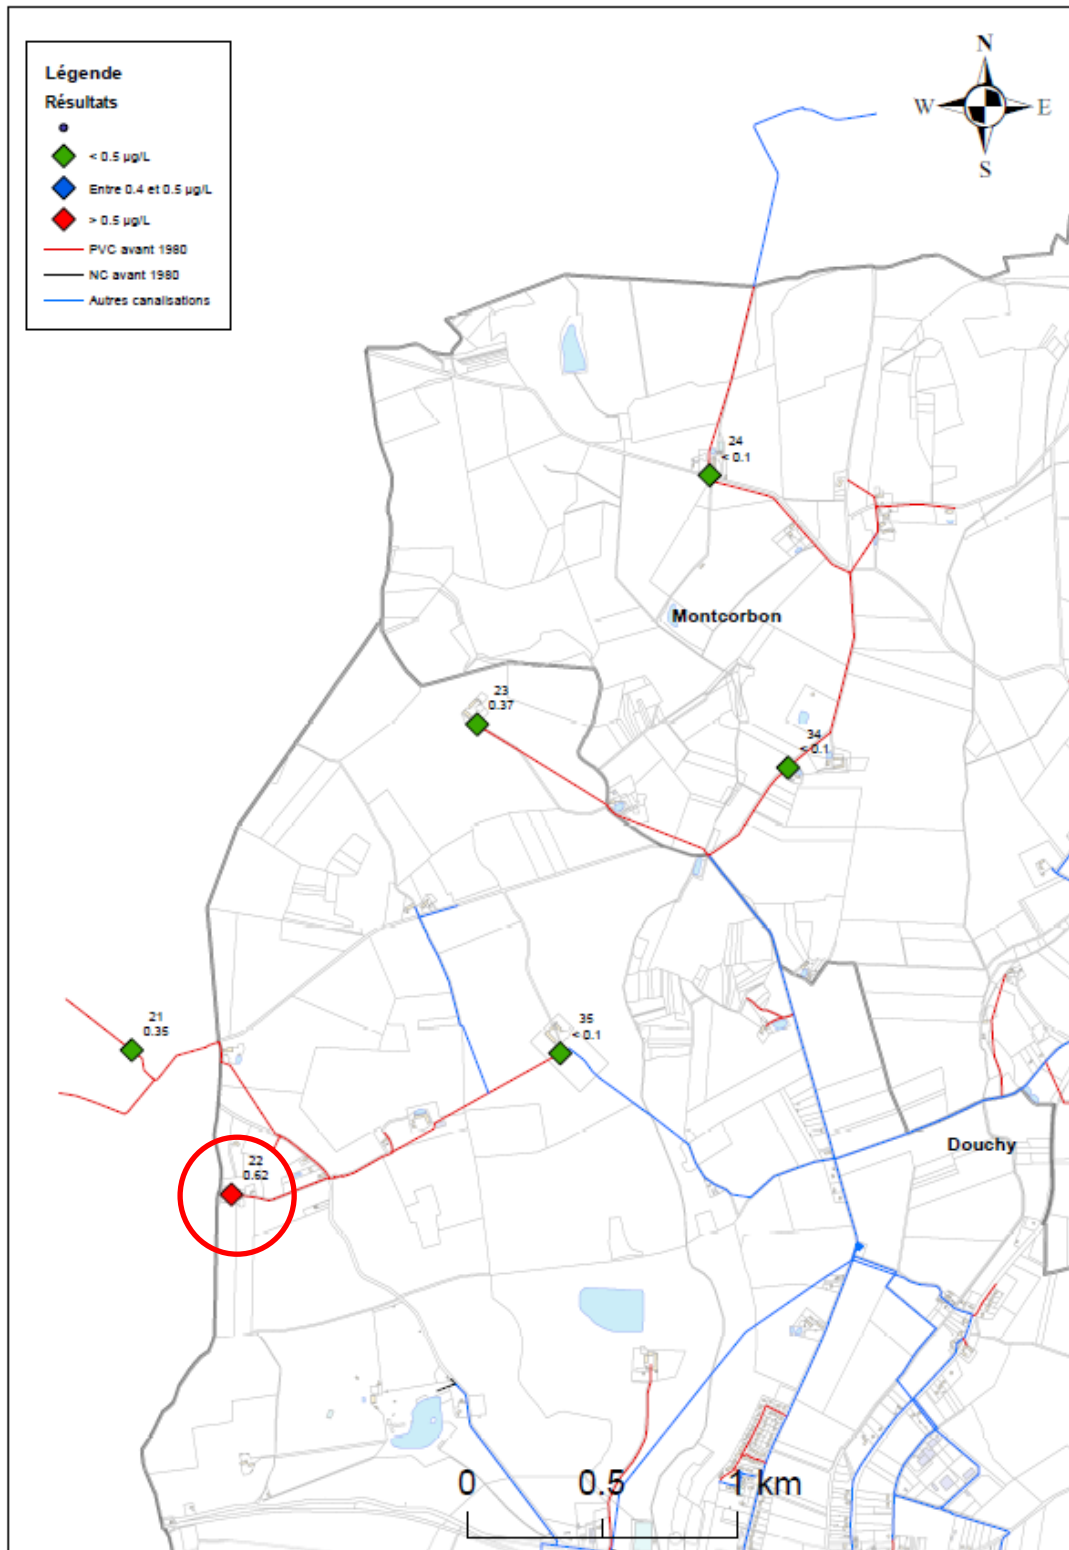 Légende
Résultats
< 0.5 µg/L
Entre 0.4 et 0.5 µg/L
> 0.5 µg/L
PVC avant 1980
NC avant 1980
Autres canalisations
N
W
E
S
24
< 0.1
Montcorbon
23
0.37
34
< 0.1
21
0.35
35
< 0.1
Douchy
22
0.62
0
0.5
1 km